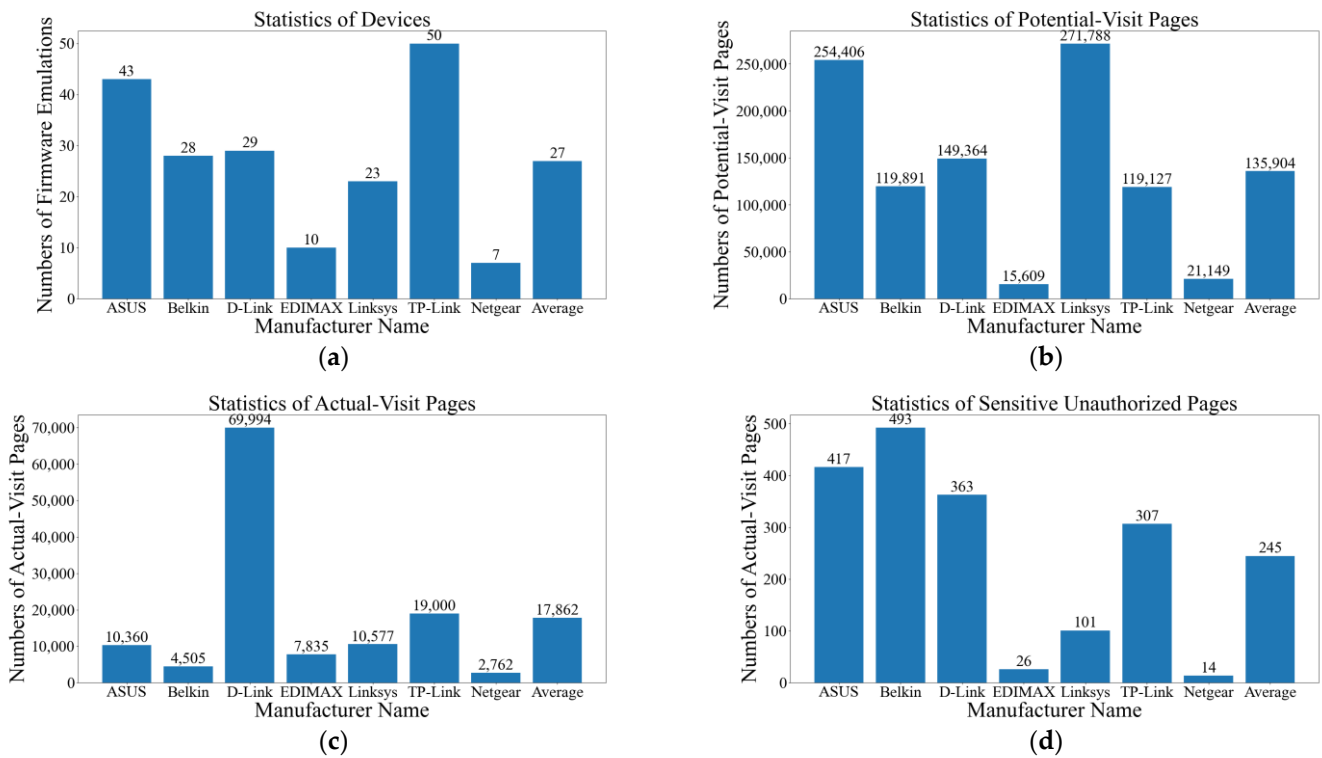 Statistics of Devices
Numbers of Firmware Emulations
50
40
30
20
10
0
43
28
29
10
23
50
7
27
ASUS Belkin D-Link EDIMAX Linksys TP-Link Netgear Average
Manufacturer Name
(a)
Statistics of Potential-Visit Pages
Numbers of Potential-Visit Pages
250,000
200,000
150,000
100,000
50,000
0
254,406
119,891
149,364
15,609
271,788
119,127
21,149
135,904
ASUS Belkin D-Link EDIMAX Linksys TP-Link Netgear Average
Manufacturer Name
(b)
Statistics of Actual-Visit Pages
Numbers of Actual-Visit Pages
70,000
60,000
50,000
40,000
30,000
20,000
10,000
0
10,360
4,505
69,994
7,835
10,577
19,000
2,762
17,862
ASUS Belkin D-Link EDIMAX Linksys TP-Link Netgear Average
Manufacturer Name
(c)
Statistics of Sensitive Unauthorized Pages
Numbers of Actual-Visit Pages
500
400
300
200
100
0
417
493
363
26
101
307
14
245
ASUS Belkin D-Link EDIMAX Linksys TP-Link Netgear Average
Manufacturer Name
(d)